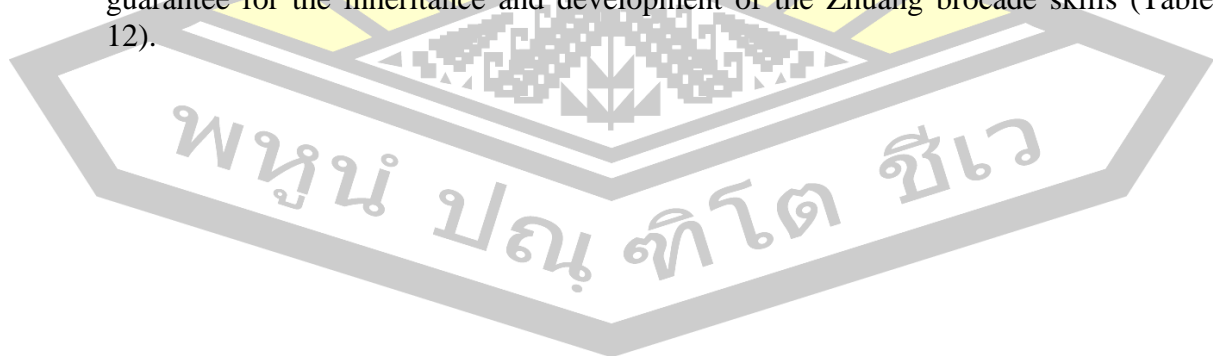 guarantee for the inheritance and development of the Zhuang brocade skills (Table
12).
พหูนํ ปณฺฑิโต ชีเว